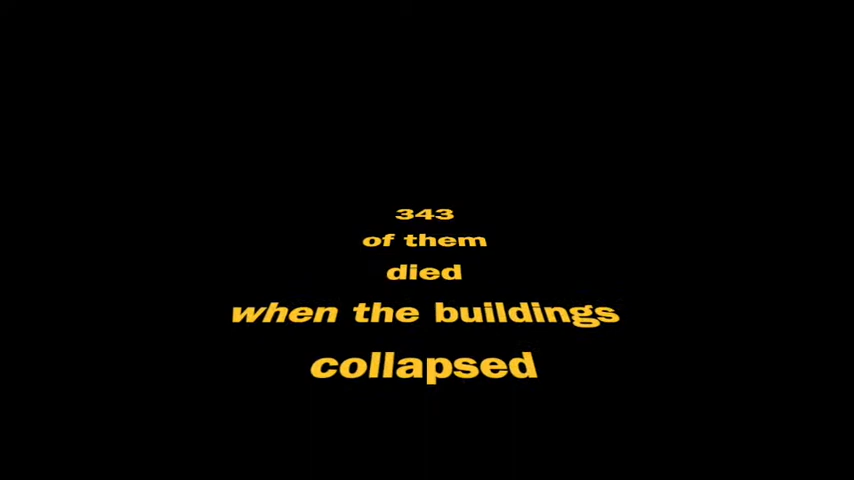 343
of them
died
when the buildings
collapsed